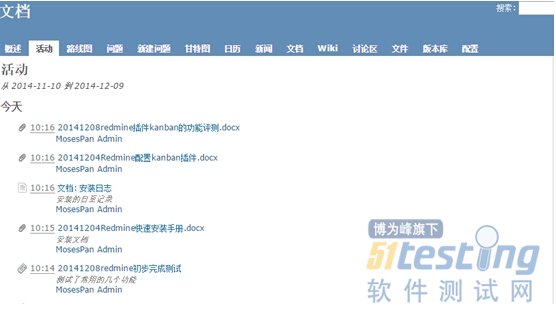 文档
搜索:
概述 活动 路线图 问题 新建问题 甘特图 日历 新闻 文档 Wiki 讨论区 文件 版本库 配置
活动
从 2014-11-10 到 2014-12-09
今天
10:16 20141208redmine插件kanban的功能评测.docx
MosesPan Admin
10:16 20141204Redmine配置kanban插件.docx
MosesPan Admin
10:16 文档: 安装日志
安装的日至记录
MosesPan Admin
10:15 20141204Redmine快速安装手册.docx
安装文档
MosesPan Admin
10:14 20141208redmine初步完成测试
测试了难用的几个功能
MosesPan Admin
博为峰旗下
51testing
软件测试网